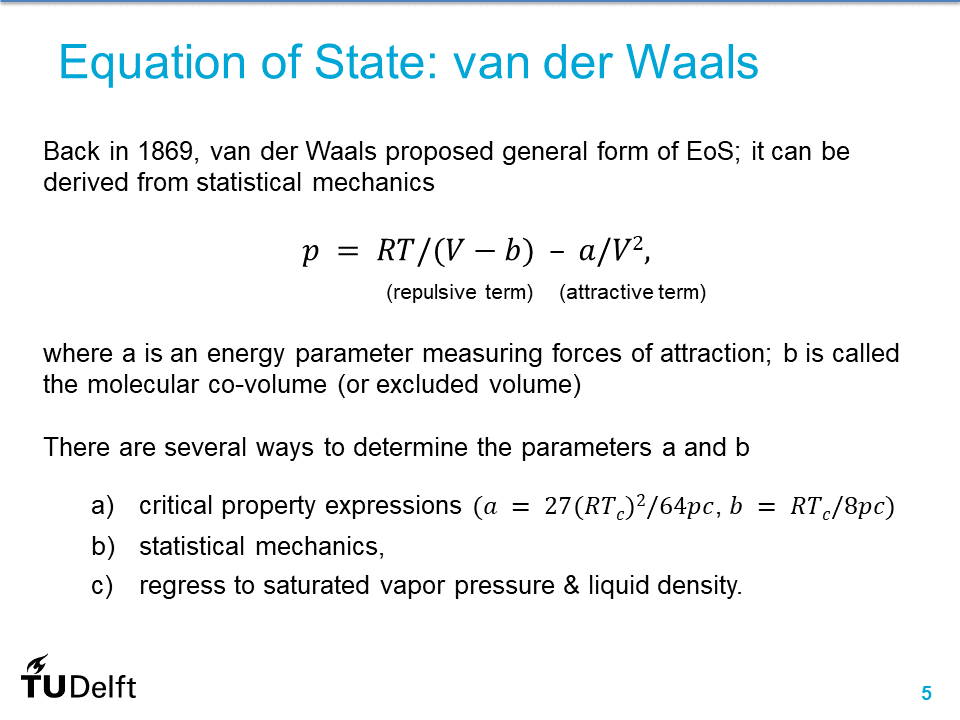 Equation of State: van der Waals
Back in 1869, van der Waals proposed general form of EoS; it can be
derived from statistical mechanics
p = RT/(V − b) – a/V²,
(repulsive term) (attractive term)
where a is an energy parameter measuring forces of attraction; b is called
the molecular co-volume (or excluded volume)
There are several ways to determine the parameters a and b
a) critical property expressions (a = 27(RT_c)²/64pc, b = RT_c/8pc)
b) statistical mechanics,
c) regress to saturated vapor pressure & liquid density.
TUDelft
5